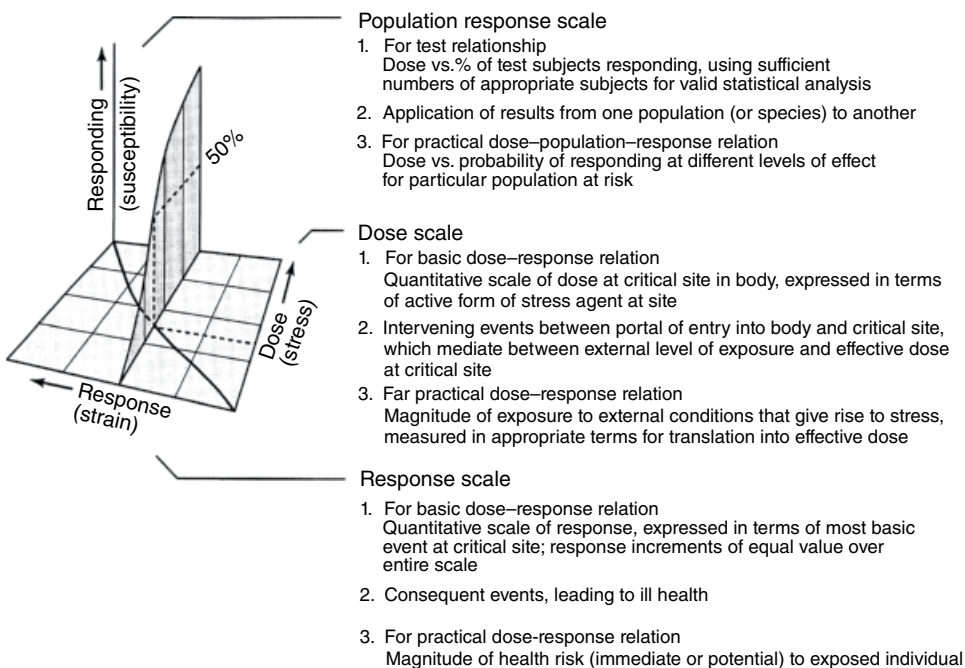 Population response scale
1. For test relationship
Dose vs.% of test subjects responding, using sufficient
numbers of appropriate subjects for valid statistical analysis
2. Application of results from one population (or species) to another
3. For practical dose–population–response relation
Dose vs. probability of responding at different levels of effect
for particular population at risk
Responding
(susceptibility)
50%
Dose
(stress)
Response
(strain)
Dose scale
1. For basic dose–response relation
Quantitative scale of dose at critical site in body, expressed in terms
of active form of stress agent at site
2. Intervening events between portal of entry into body and critical site,
which mediate between external level of exposure and effective dose
at critical site
3. Far practical dose–response relation
Magnitude of exposure to external conditions that give rise to stress,
measured in appropriate terms for translation into effective dose
Response scale
1. For basic dose–response relation
Quantitative scale of response, expressed in terms of most basic
event at critical site; response increments of equal value over
entire scale
2. Consequent events, leading to ill health
3. For practical dose-response relation
Magnitude of health risk (immediate or potential) to exposed individual